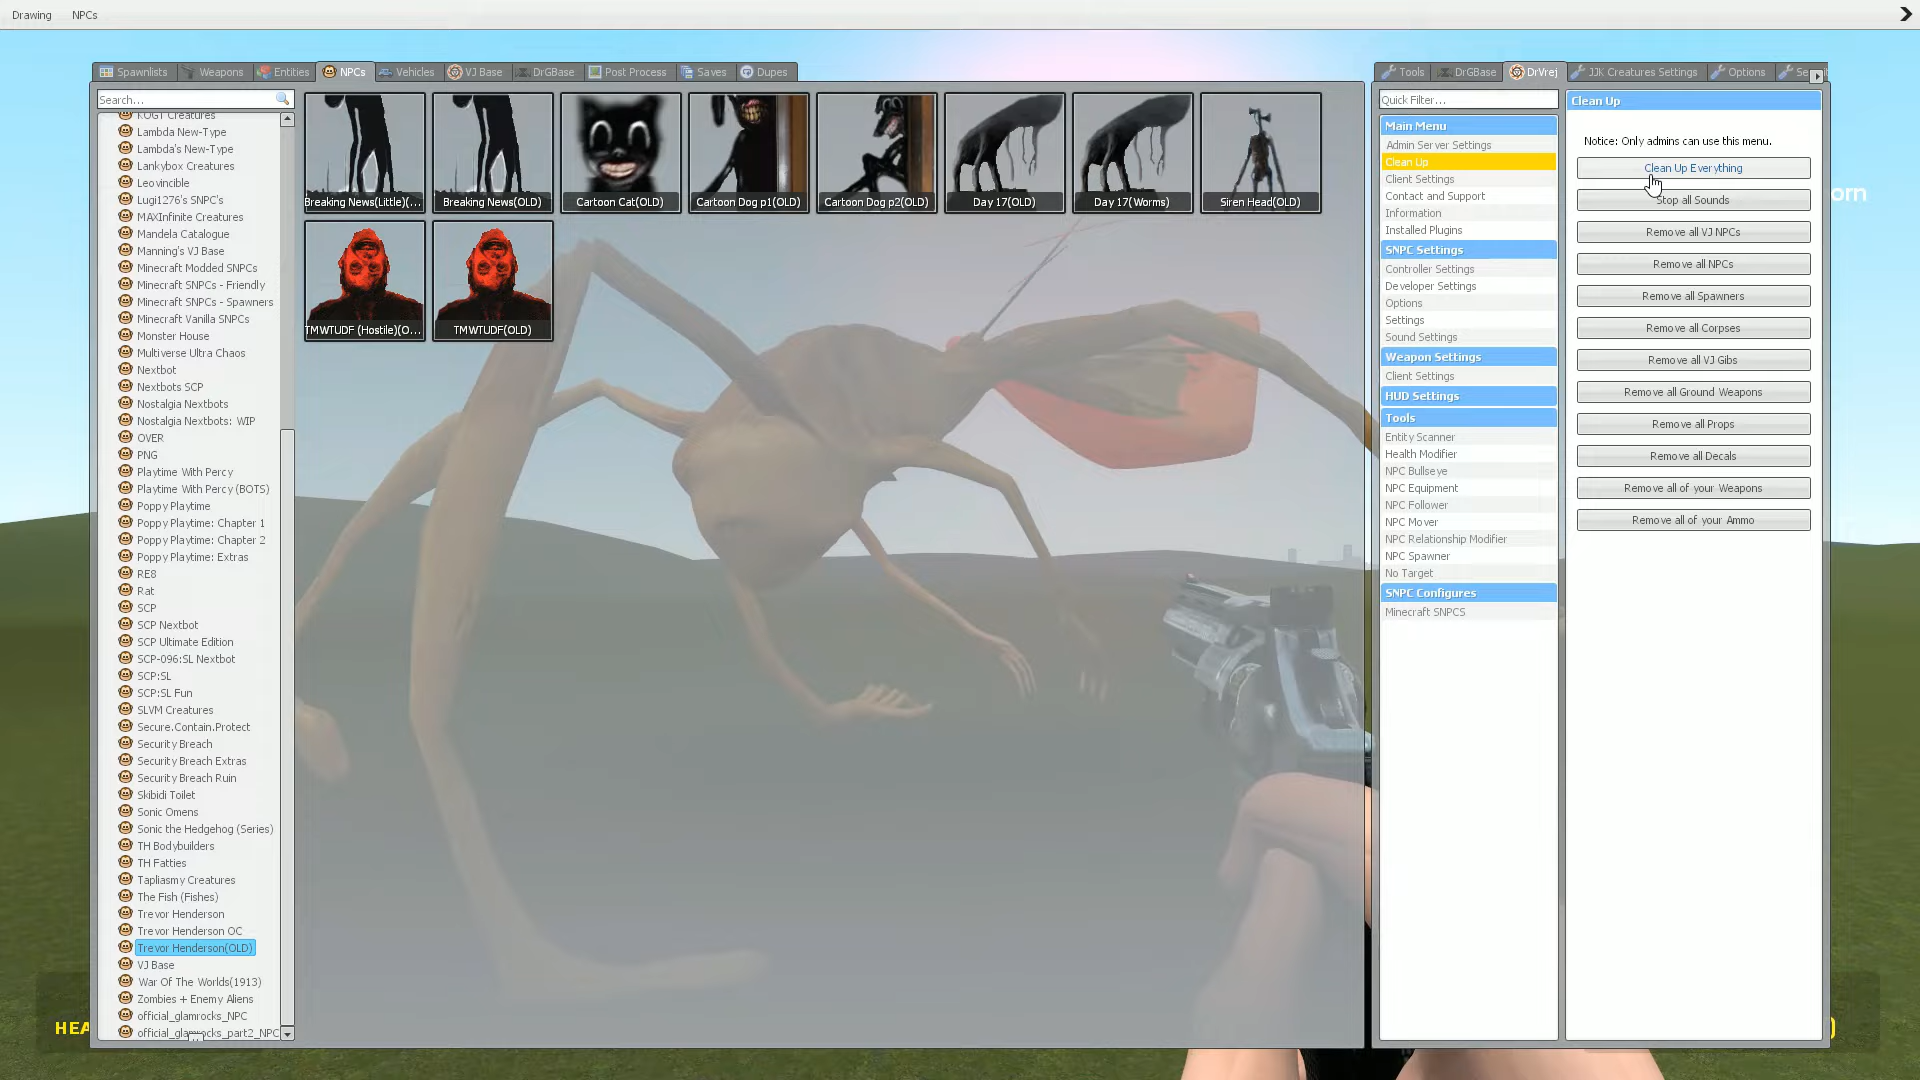 Drawing NPCs
Spawnlists Weapons Entities NPCs Vehicles VJ Base DrGBase Post Process Saves Dupes
Search...
KOGT Creatures
Lambda New-Type
Lambda's New-Type
Lankybox Creatures
Leovincible
Lugi1276's SNPC's
MAXInfinite Creatures
Mandela Catalogue
Manning's VJ Base
Minecraft Modded SNPCs
Minecraft SNPCs - Friendly
Minecraft SNPCs - Spawners
Minecraft Vanilla SNPCs
Monster House
Multiverse Ultra Chaos
Nextbot
Nextbots SCP
Nostalgia Nextbots
Nostalgia Nextbots: WIP
OVER
PNG
Playtime With Percy
Playtime With Percy (BOTS)
Poppy Playtime
Poppy Playtime: Chapter 1
Poppy Playtime: Chapter 2
Poppy Playtime: Extras
RE8
Rat
SCP
SCP Nextbot
SCP Ultimate Edition
SCP-096:SL Nextbot
SCP:SL
SCP:SL Fun
SLVM Creatures
Secure.Contain.Protect
Security Breach
Security Breach Extras
Security Breach Ruin
Skibidi Toilet
Sonic Omens
Sonic the Hedgehog (Series)
TH Bodybuilders
TH Fatties
Tapliasmy Creatures
The Fish (Fishes)
Trevor Henderson
Trevor Henderson OC
Trevor Henderson(OLD)
VJ Base
War Of The Worlds(1913)
Zombies + Enemy Aliens
official_glamrocks_NPC
official_glamrocks_part2_NPC
Breaking News(Little)(... Breaking News(OLD) Cartoon Cat(OLD) Cartoon Dog p1(OLD) Cartoon Dog p2(OLD) Day 17(OLD) Day 17(Worms) Siren Head(OLD)
TMWTUDF (Hostile)(O... TMWTUDF(OLD)
Tools DrGBase DrVrej JJK Creatures Settings Options
Quick Filter...
Main Menu
Admin Server Settings
Clean Up
Client Settings
Contact and Support
Information
Installed Plugins
SNPC Settings
Controller Settings
Developer Settings
Options
Settings
Sound Settings
Weapon Settings
Client Settings
HUD Settings
Tools
Entity Scanner
Health Modifier
NPC Bullseye
NPC Equipment
NPC Follower
NPC Mover
NPC Relationship Modifier
NPC Spawner
No Target
SNPC Configures
Minecraft SNPCS
Clean Up
Notice: Only admins can use this menu.
Clean Up Everything
Stop all Sounds
Remove all VJ NPCs
Remove all NPCs
Remove all Spawners
Remove all Corpses
Remove all VJ Gibs
Remove all Ground Weapons
Remove all Props
Remove all Decals
Remove all of your Weapons
Remove all of your Ammo
orn
HEA